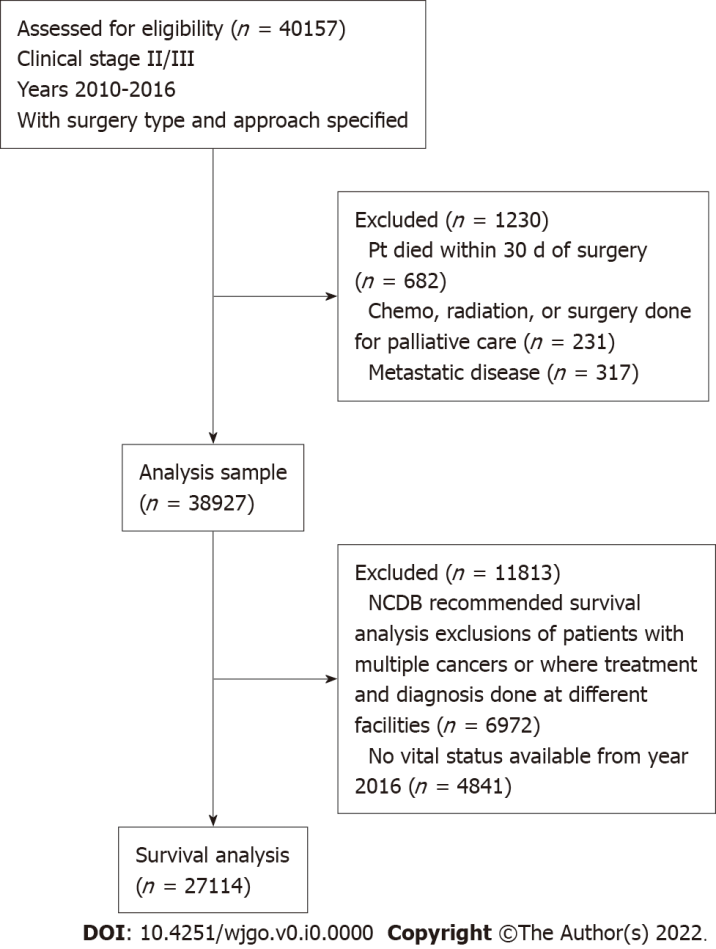 Assessed for eligibility (n = 40157)
Clinical stage II/III
Years 2010-2016
With surgery type and approach specified
Excluded (n = 1230)
Pt died within 30 d of surgery
(n = 682)
Chemo, radiation, or surgery done
for palliative care (n = 231)
Metastatic disease (n = 317)
Analysis sample
(n = 38927)
Excluded (n = 11813)
NCDB recommended survival
analysis exclusions of patients with
multiple cancers or where treatment
and diagnosis done at different
facilities (n = 6972)
No vital status available from year
2016 (n = 4841)
Survival analysis
(n = 27114)
DOI: 10.4251/wjgo.v0.i0.0000 Copyright ©The Author(s) 2022.